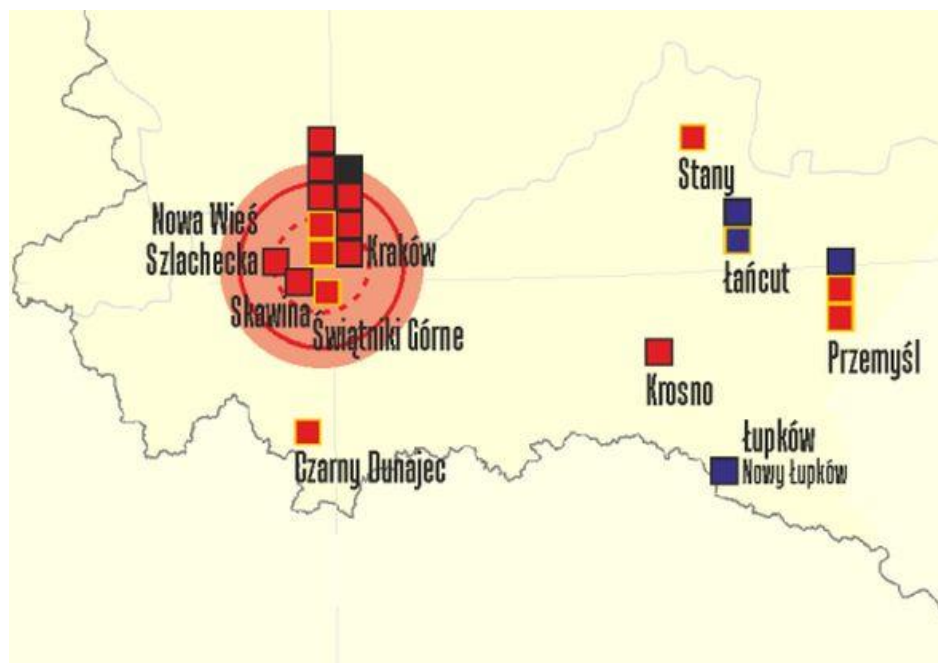 Stany
Nowa Wieś
Szlachecka
Kraków
Łańcut
Skawina
Świątniki Górne
Przemyśl
Krosno
Czarny Dunajec
Łupków
Nowy Łupków